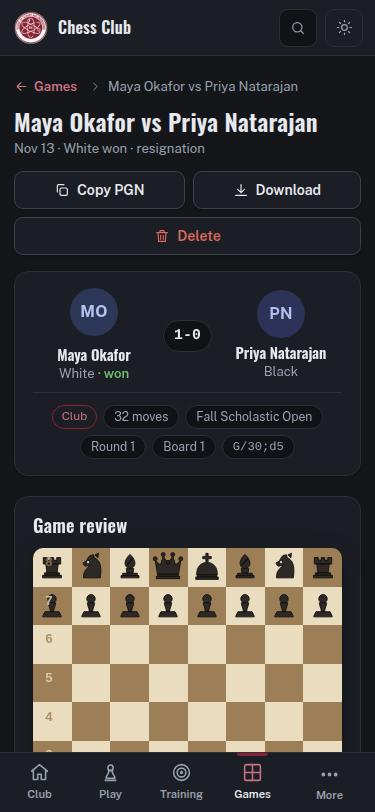 Chess Club
Games
Maya Okafor vs Priya Natarajan
Maya Okafor vs Priya Natarajan
Nov 13 · White won · resignation
Copy PGN
Download
Delete
MO
PN
1-0
Maya Okafor
Priya Natarajan
White · won
Black
Club
32 moves
Fall Scholastic Open
Round 1
Board 1
G/30;d5
Game review
7
6
5
4
Home
Play
Training
Games
More